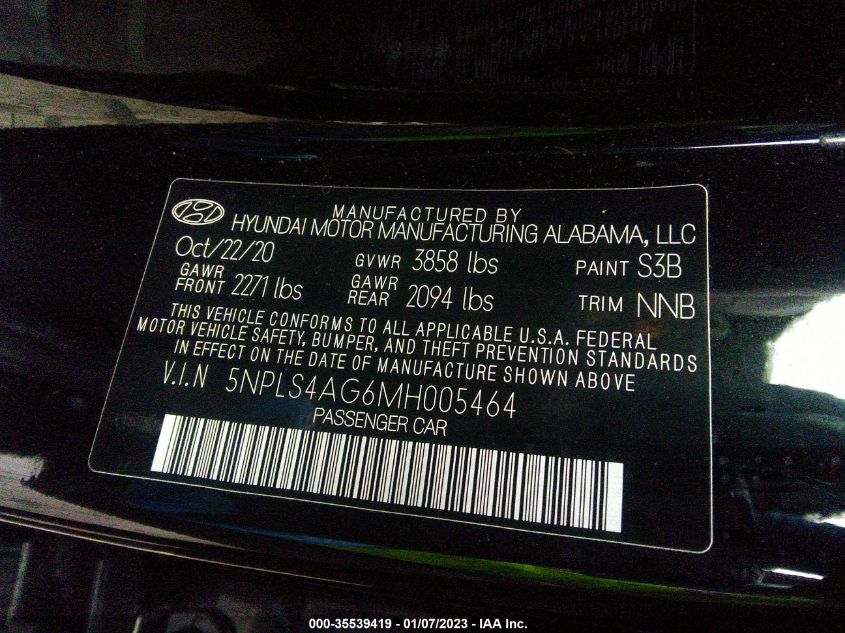 MANUFACTURED BY
HYUNDAI MOTOR MANUFACTURING ALABAMA, LLC
Oct/22/20 GVWR 3858 lbs PAINT S3B
GAWR FRONT 2271 lbs GAWR REAR 2094 lbs TRIM NNB
THIS VEHICLE CONFORMS TO ALL APPLICABLE U.S.A. FEDERAL
MOTOR VEHICLE SAFETY, BUMPER, AND THEFT PREVENTION STANDARDS
IN EFFECT ON THE DATE OF MANUFACTURE SHOWN ABOVE
V.I.N 5NPLS4AG6MH005464
PASSENGER CAR
000-35539419 - 01/07/2023 - IAA Inc.